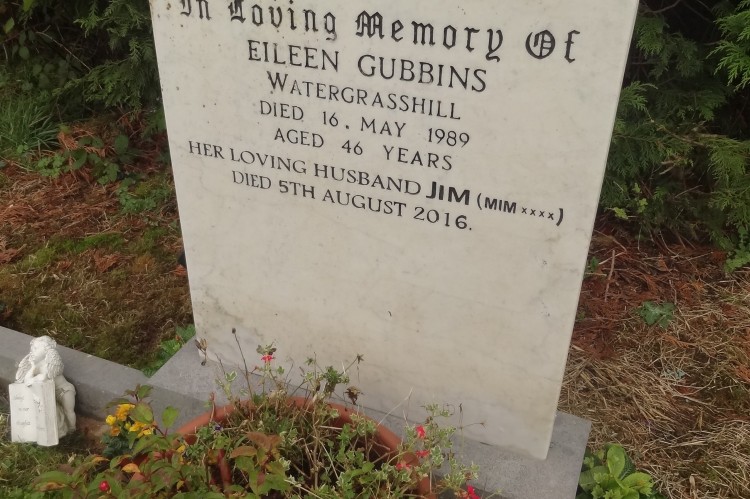 In Loving Memory Of
EILEEN GUBBINS
WATERGRASSHILL
DIED 16. MAY 1989
AGED 46 YEARS
HER LOVING HUSBAND JIM (MIM xxxx)
DIED 5TH AUGUST 2016.